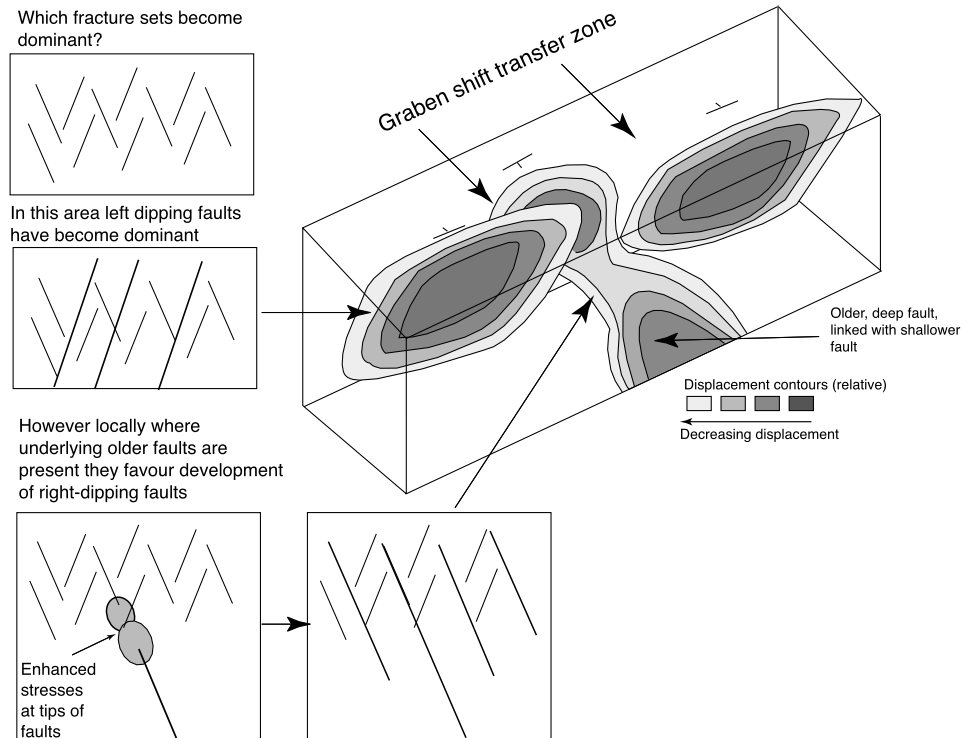 Which fracture sets become
dominant?
Graben shift transfer zone
In this area left dipping faults
have become dominant
Older, deep fault,
linked with shallower
fault
Displacement contours (relative)
Decreasing displacement
However locally where
underlying older faults are
present they favour development
of right-dipping faults
Enhanced
stresses
at tips of
faults